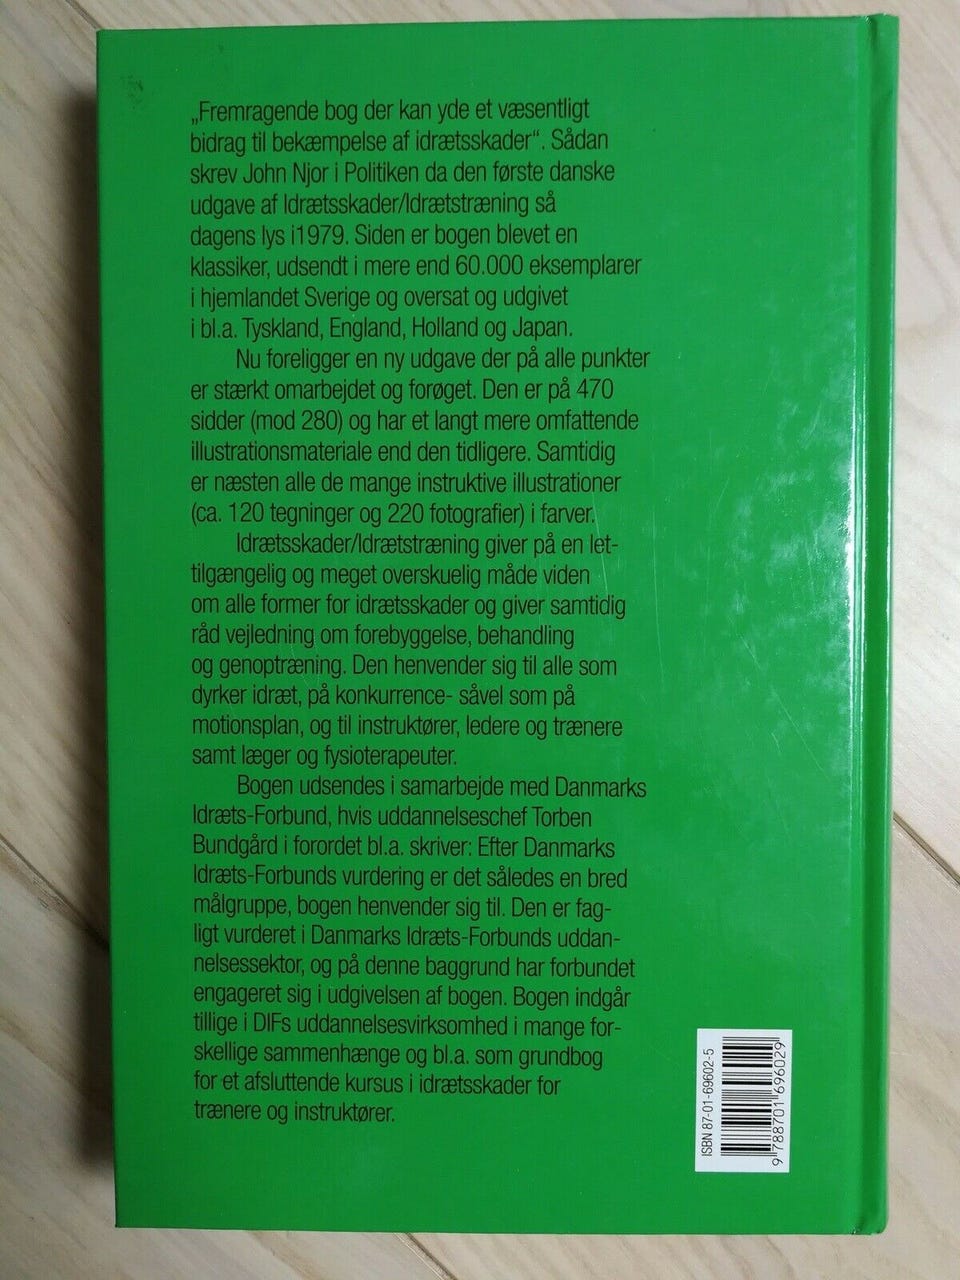 „Fremragende bog der kan yde et væsentligt
bidrag til bekæmpelse af idrætsskader“. Sådan
skrev John Njor i Politiken da den første danske
udgave af Idrætsskader/Idrætstræning så
dagens lys i1979. Siden er bogen blevet en
klassiker, udsendt i mere end 60.000 eksemplarer
i hjemlandet Sverige og oversat og udgivet
i bl.a. Tyskland, England, Holland og Japan.
Nu foreligger en ny udgave der på alle punkter
er stærkt omarbejdet og forøget. Den er på 470
sidder (mod 280) og har et langt mere omfattende
illustrationsmateriale end den tidligere. Samtidig
er næsten alle de mange instruktive illustrationer
(ca. 120 tegninger og 220 fotografier) i farver.
Idrætsskader/Idrætstræning giver på en let-
tilgængelig og meget overskuelig måde viden
om alle former for idrætsskader og giver samtidig
råd vejledning om forebyggelse, behandling
og genoptræning. Den henvender sig til alle som
dyrker idræt, på konkurrence- såvel som på
motionsplan, og til instruktører, ledere og trænere
samt læger og fysioterapeuter.
Bogen udsendes i samarbejde med Danmarks
Idræts-Forbund, hvis uddannelseschef Torben
Bundgård i forordet bl.a. skriver: Efter Danmarks
Idræts-Forbunds vurdering er det således en bred
målgruppe, bogen henvender sig til. Den er fag-
ligt vurderet i Danmarks Idræts-Forbunds uddan-
nelsessektor, og på denne baggrund har forbundet
engageret sig i udgivelsen af bogen. Bogen indgår
tillige i DIFs uddannelsesvirksomhed i mange for-
skellige sammenhænge og bl.a. som grundbog
for et afsluttende kursus i idrætsskader for
trænere og instruktører.
ISBN 87-01-69602-5
9 788701 696029